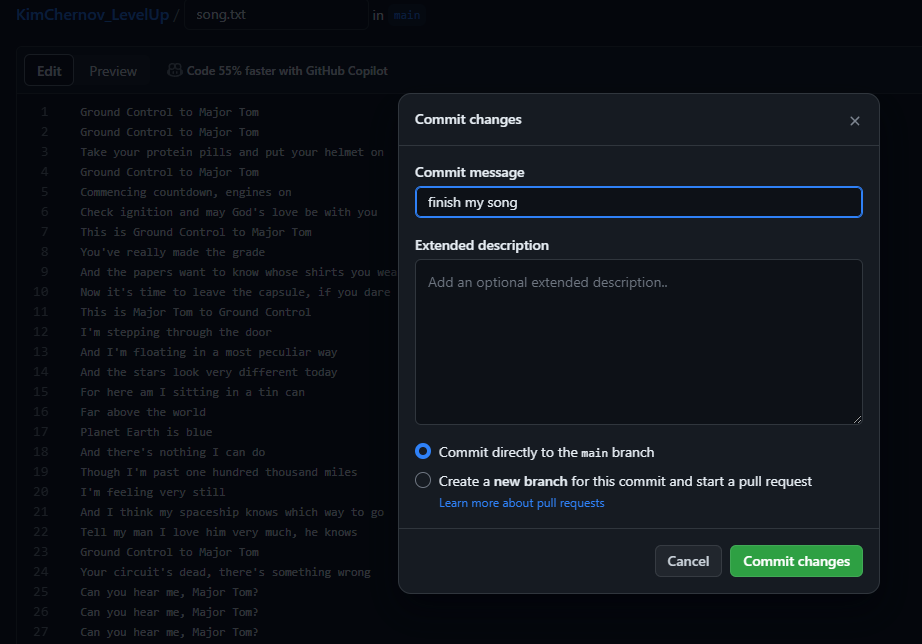 KimChernov_LevelUp / song.txt in main
Edit Preview Code 55% faster with GitHub Copilot
1 Ground Control to Major Tom
2 Ground Control to Major Tom
3 Take your protein pills and put your helmet on
4 Ground Control to Major Tom
5 Commencing countdown, engines on
6 Check ignition and may God's love be with you
7 This is Ground Control to Major Tom
8 You've really made the grade
9 And the papers want to know whose shirts you wea
10 Now it's time to leave the capsule, if you dare
11 This is Major Tom to Ground Control
12 I'm stepping through the door
13 And I'm floating in a most peculiar way
14 And the stars look very different today
15 For here am I sitting in a tin can
16 Far above the world
17 Planet Earth is blue
18 And there's nothing I can do
19 Though I'm past one hundred thousand miles
20 I'm feeling very still
21 And I think my spaceship knows which way to go
22 Tell my man I love him very much, he knows
23 Ground Control to Major Tom
24 Your circuit's dead, there's something wrong
25 Can you hear me, Major Tom?
26 Can you hear me, Major Tom?
27 Can you hear me, Major Tom?
Commit changes
Commit message
finish my song
Extended description
Add an optional extended description..
Commit directly to the main branch
Create a new branch for this commit and start a pull request
Learn more about pull requests
Cancel Commit changes